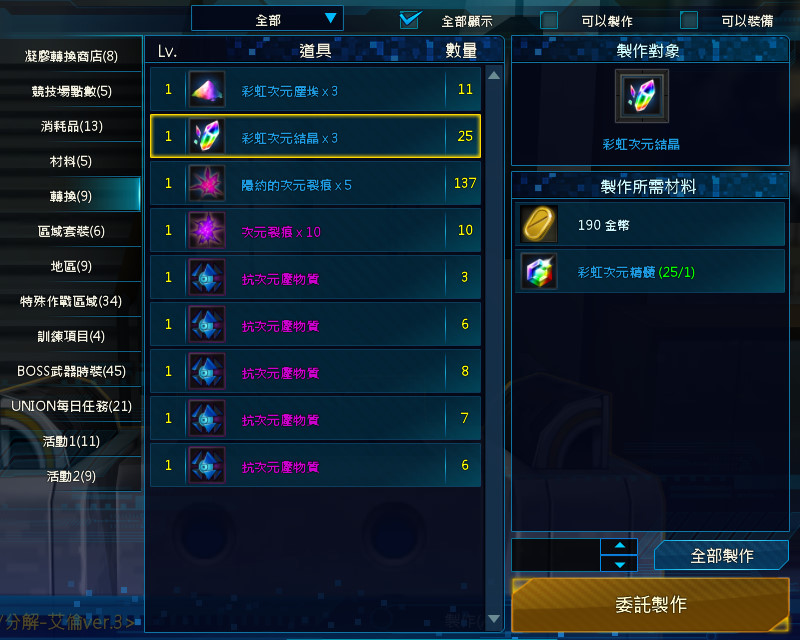 全部 全部顯示 可以製作 可以裝備
凝膠轉換商店(8)
競技場點數(5)
消耗品(13)
材料(5)
轉換(9)
區域套裝(6)
地區(9)
特殊作戰區域(34)
訓練項目(4)
BOSS武器時裝(45)
UNION每日任務(21)
活動1(11)
活動2(9)
/分解-艾倫ver.3>
Lv. 道具 數量
1 彩虹次元塵埃 x 3 11
1 彩虹次元結晶 x 3 25
1 隱約的次元裂痕 x 5 137
1 次元裂痕 x 10 10
1 抗次元塵物質 3
1 抗次元塵物質 6
1 抗次元塵物質 8
1 抗次元塵物質 7
1 抗次元塵物質 6
製作對象
彩虹次元結晶
製作所需材料
190 金幣
彩虹次元精髓 (25/1)
全部製作
委託製作